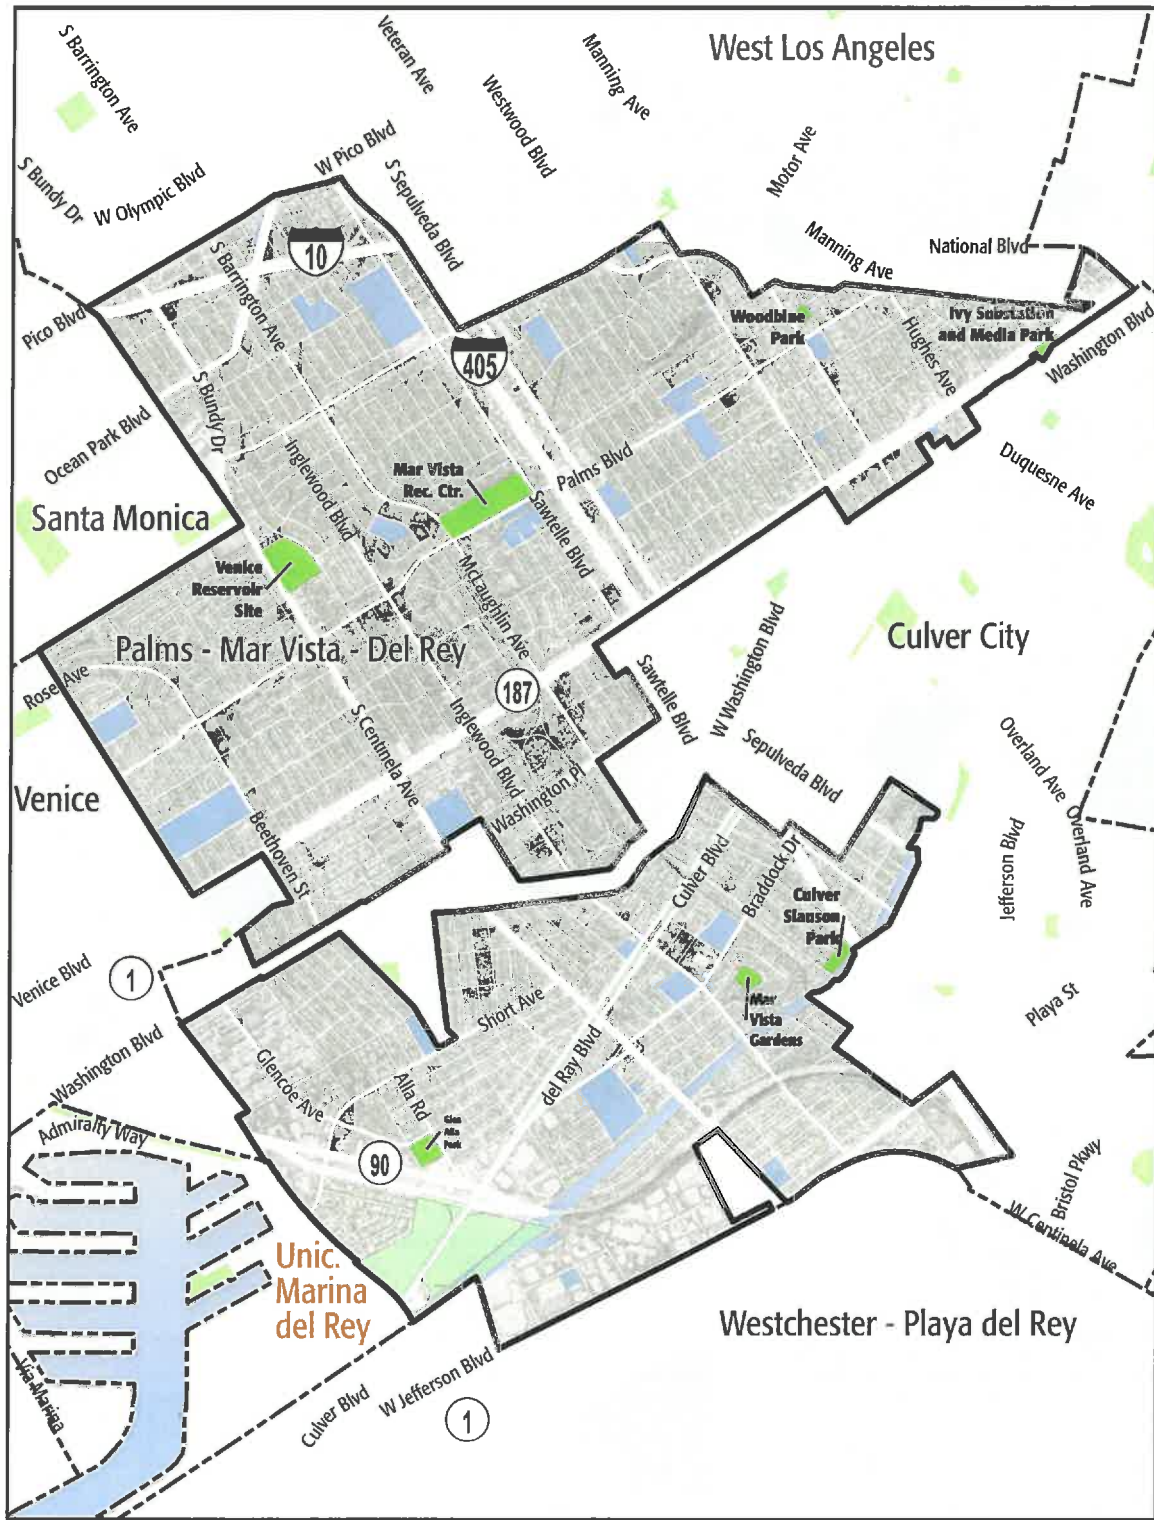 West Los Angeles
S Barrington Ave
Veteran Ave
Manning Ave
Westwood Blvd
W Pico Blvd
Motor Ave
S Bundy Dr
W Olympic Blvd
S Sepulveda Blvd
Manning Ave
National Blvd
10
S Barrington Ave
Pico Blvd
Woodbine
Park
Ivy Substation
and Media Park
Hughes Ave
Washington Blvd
405
S Bundy Dr
Ocean Park Blvd
Inglewood Blvd
Mar Vista
Rec. Ctr.
Palms Blvd
Duquesne Ave
Santa Monica
Sawtelle Blvd
Venice
Reservoir
Site
McLaughlin Ave
W Washington Blvd
Culver City
Palms - Mar Vista - Del Rey
Rose Ave
187
Sawtelle Blvd
S Centinela Ave
Inglewood Blvd
Sepulveda Blvd
Overland Ave
Venice
Washington Pl
Beethoven St
Culver Blvd
Braddock Dr
Jefferson Blvd
Overland Ave
Culver
Slauson
Park
Venice Blvd
1
Short Ave
Mar
Vista
Gardens
Playa St
Washington Blvd
Glencoe Ave
Alla Rd
del Ray Blvd
Glen
Alla
Park
Admiralty Way
90
Bristol Pkwy
W Centinela Ave
Unic.
Marina
del Rey
Westchester - Playa del Rey
Via Marina
Culver Blvd
W Jefferson Blvd
1